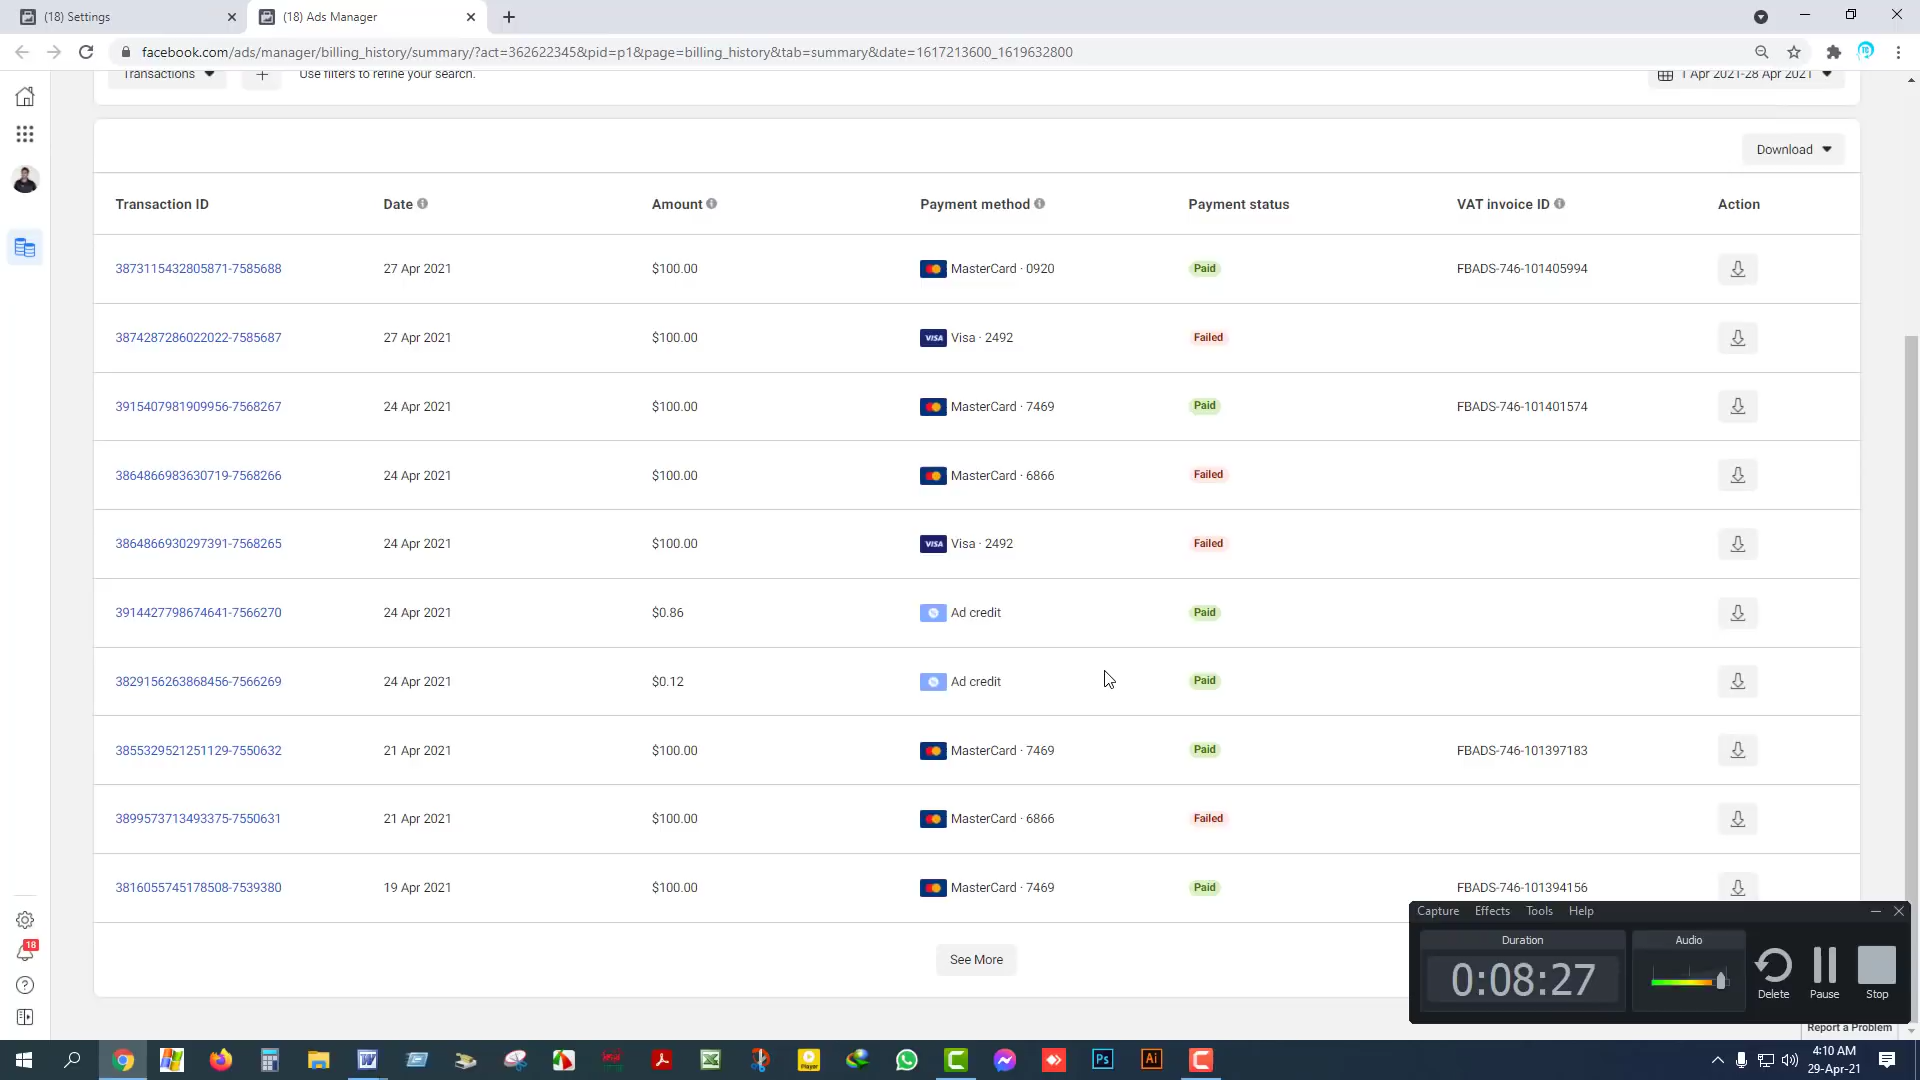 (18) Settings
(18) Ads Manager
facebook.com/ads/manager/billing_history/summary/?act=362622345&pid=p1&page=billing_history&tab=summary&date=1617213600_1619632800
Transactions
Use filters to refine your search.
1 Apr 2021-28 Apr 2021
Download
Transaction ID Date Amount Payment method Payment status VAT invoice ID Action
3873115432805871-7585688 27 Apr 2021 $100.00 MasterCard · 0920 Paid FBADS-746-101405994
3874287286022022-7585687 27 Apr 2021 $100.00 VISA Visa · 2492 Failed
3915407981909956-7568267 24 Apr 2021 $100.00 MasterCard · 7469 Paid FBADS-746-101401574
3864866983630719-7568266 24 Apr 2021 $100.00 MasterCard · 6866 Failed
3864866930297391-7568265 24 Apr 2021 $100.00 VISA Visa · 2492 Failed
3914427798674641-7566270 24 Apr 2021 $0.86 Ad credit Paid
3829156263868456-7566269 24 Apr 2021 $0.12 Ad credit Paid
3855329521251129-7550632 21 Apr 2021 $100.00 MasterCard · 7469 Paid FBADS-746-101397183
3899573713493375-7550631 21 Apr 2021 $100.00 MasterCard · 6866 Failed
3816055745178508-7539380 19 Apr 2021 $100.00 MasterCard · 7469 Paid FBADS-746-101394156
See More
18
Capture Effects Tools Help
Duration
Audio
0:08:27
Delete Pause Stop
Report a Problem
W
Player
Ps
Ai
4:10 AM
29-Apr-21